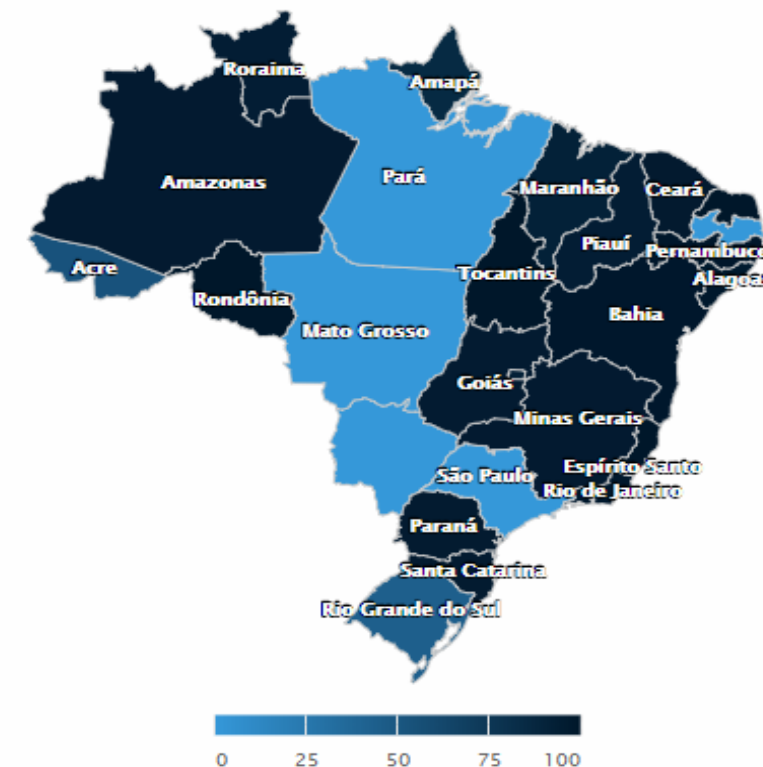 Roraima
Amapá
Amazonas
Pará
Maranhão
Ceará
Piauí
Pernambuco
Acre
Tocantins
Alagoas
Rondônia
Bahia
Mato Grosso
Goiás
Minas Gerais
Espírito Santo
São Paulo
Rio de Janeiro
Paraná
Santa Catarina
Rio Grande do Sul
0 25 50 75 100